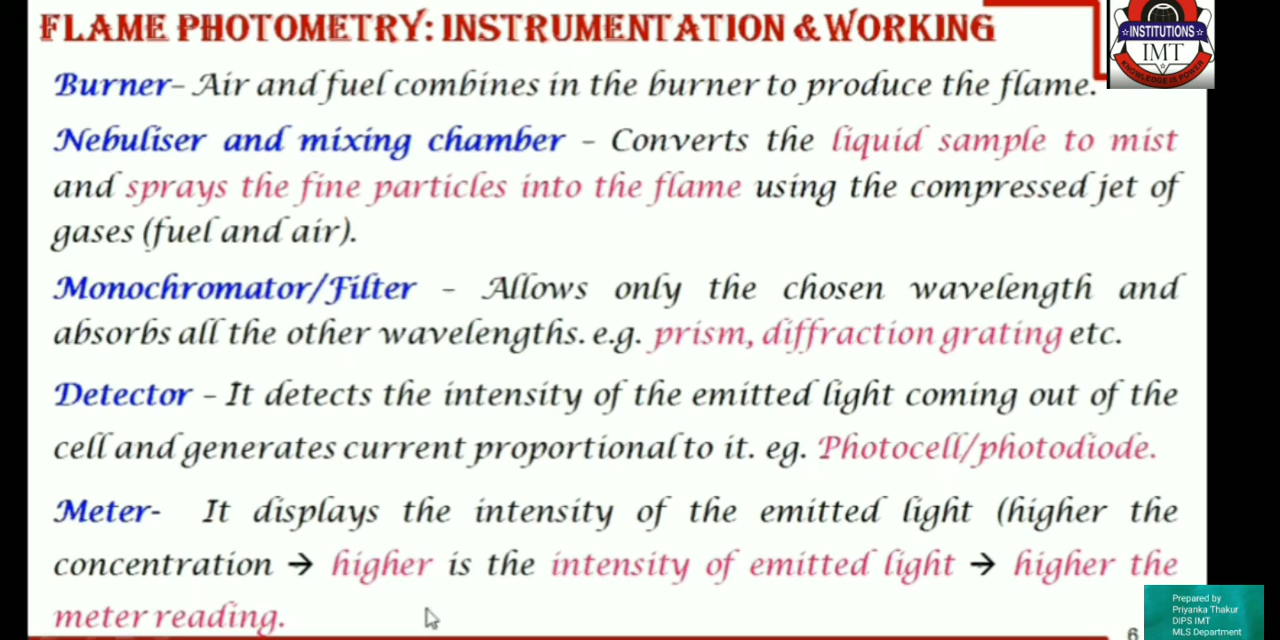 FLAME PHOTOMETRY: INSTRUMENTATION & WORKING
INSTITUTIONS
IMT
KNOWLEDGE IS POWER
Burner– Air and fuel combines in the burner to produce the flame.
Nebuliser and mixing chamber – Converts the liquid sample to mist
and sprays the fine particles into the flame using the compressed jet of
gases (fuel and air).
Monochromator/Filter – Allows only the chosen wavelength and
absorbs all the other wavelengths. e.g. prism, diffraction grating etc.
Detector – It detects the intensity of the emitted light coming out of the
cell and generates current proportional to it. eg. Photocell/photodiode.
Meter- It displays the intensity of the emitted light (higher the
concentration → higher is the intensity of emitted light → higher the
meter reading.
Prepared by
Priyanka Thakur
DIPS IMT
MLS Department
6